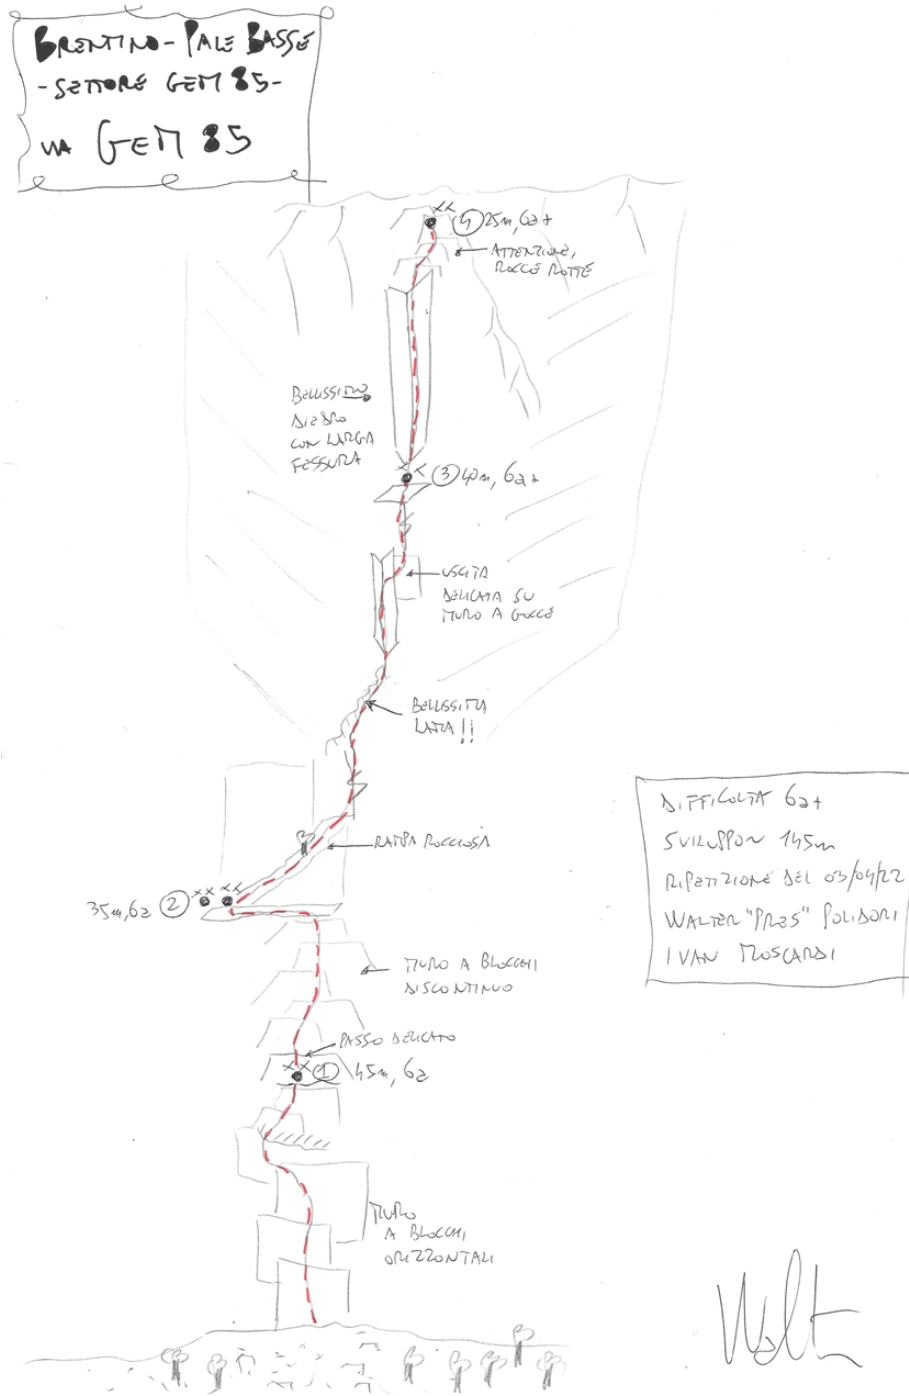 BRENTINO - PALE BASSE
- SETTORE GEM 85 -
VIA GEM 85
4 25m, 6a+
ATTENZIONE,
ROCCE ROTTE
BELLISSIMO
DIEDRO
CON LARGA
FESSURA
3 40m, 6a+
USCITA
DELICATA SU
MURO A GOCCE
BELLISSIMA
LAMA!!
RAMPA ROCCIOSA
35m, 6a 2
MURO A BLOCCHI
DISCONTINUO
PASSO DELICATO
1 45m, 6a
MURO
A BLOCCHI
ORIZZONTALI
DIFFICOLTÀ 6a+
SVILUPPO 145m
RIPETIZIONE DEL 03/04/22
WALTER "PRES" POLIDORI
IVAN MOSCARDI
Walt